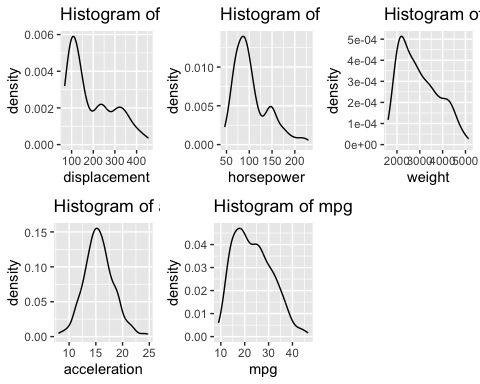 Histogram of
density
0.006
0.004
0.002
0.000
100 200 300 400
displacement
Histogram of
density
0.010
0.005
0.000
50 100 150 200
horsepower
Histogram of
density
5e-04
4e-04
3e-04
2e-04
1e-04
0e+00
2000 3000 4000 5000
weight
Histogram of
density
0.15
0.10
0.05
0.00
10 15 20 25
acceleration
Histogram of mpg
density
0.04
0.03
0.02
0.01
0.00
10 20 30 40
mpg